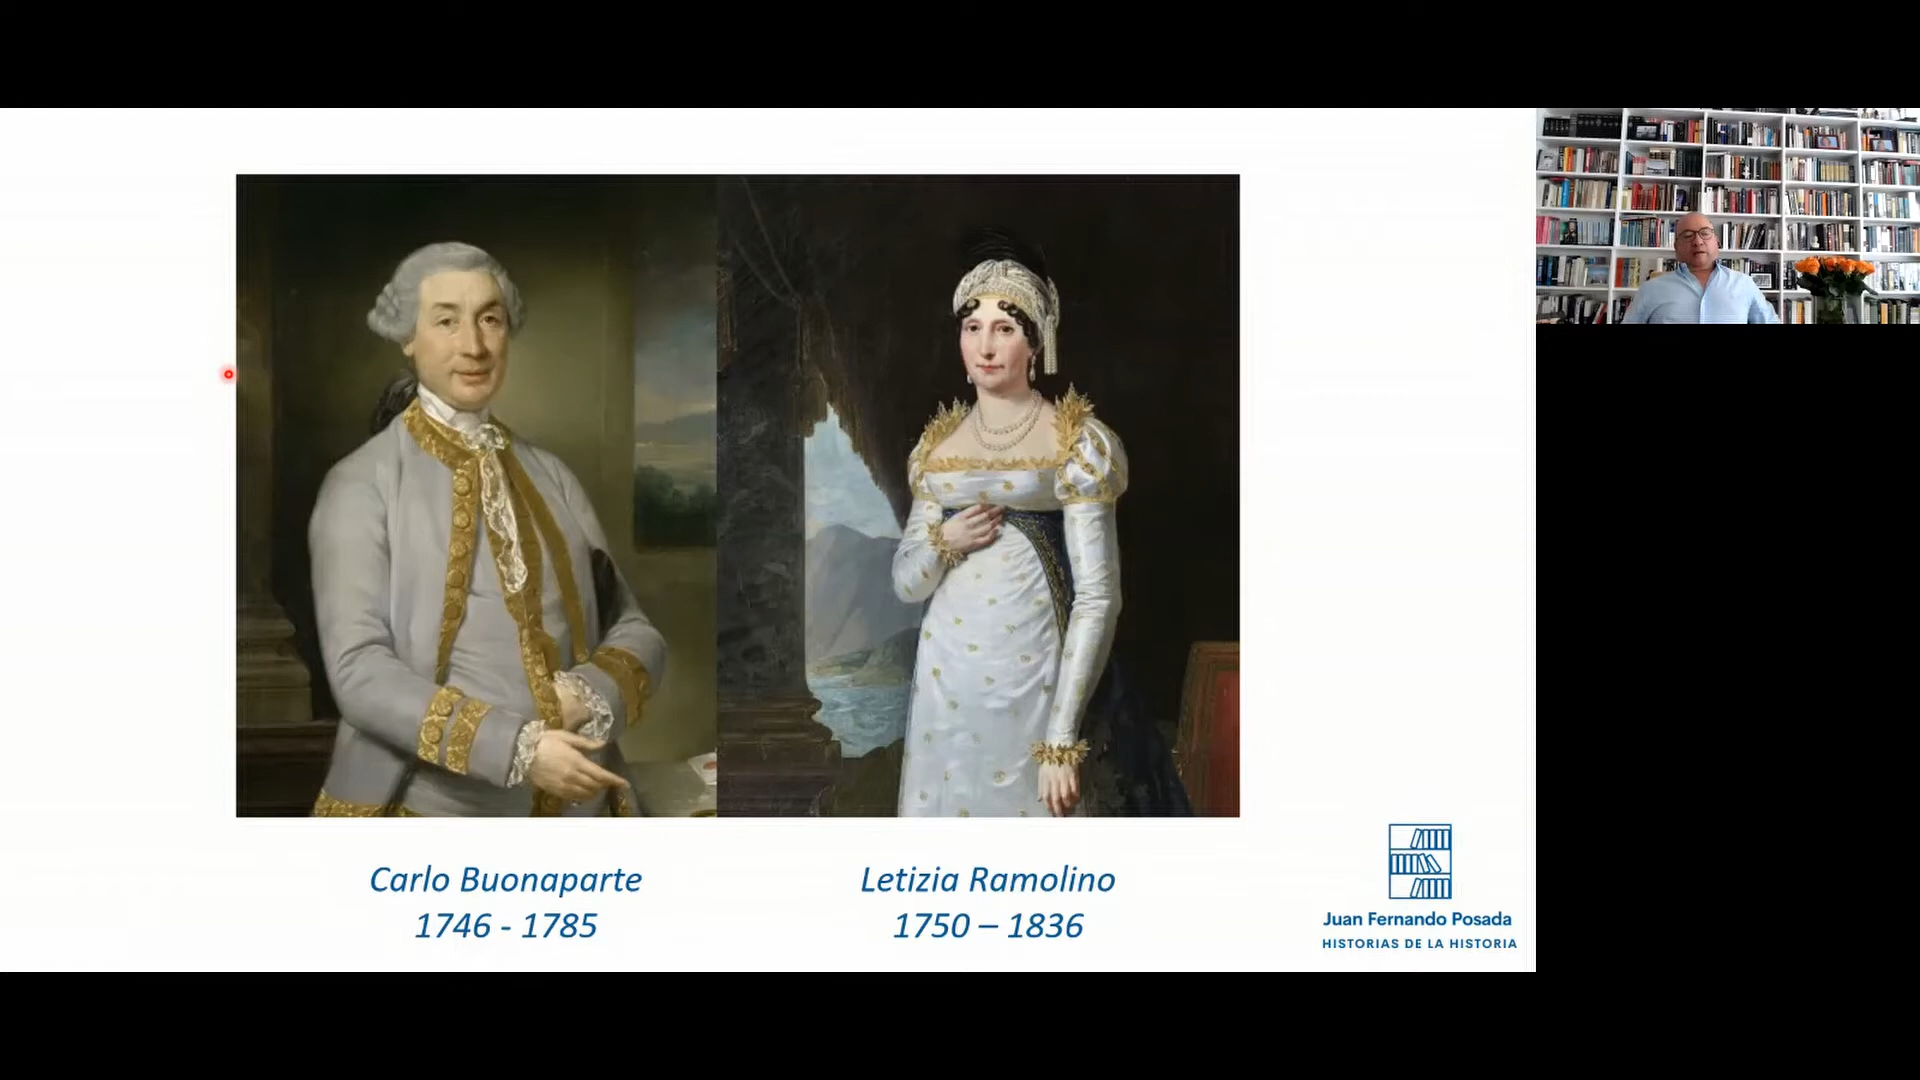 Carlo Buonaparte
1746 - 1785
Letizia Ramolino
1750 – 1836
Juan Fernando Posada
HISTORIAS DE LA HISTORIA